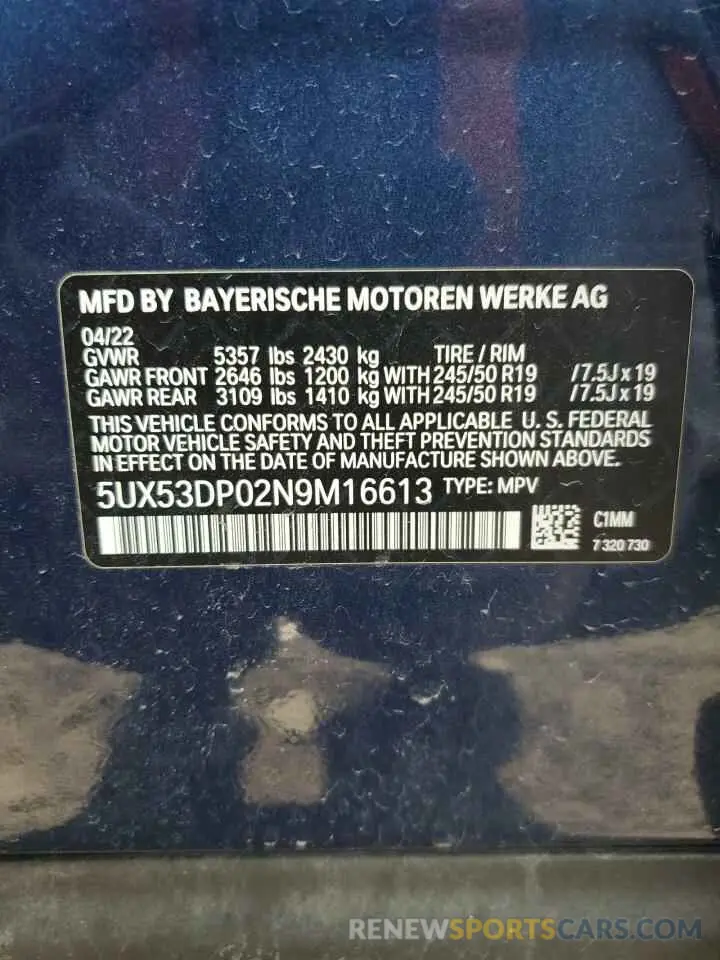 MFD BY BAYERISCHE MOTOREN WERKE AG
04/22
GVWR 5357 lbs 2430 kg TIRE / RIM
GAWR FRONT 2646 lbs 1200 kg WITH 245/50 R19 /7.5J x 19
GAWR REAR 3109 lbs 1410 kg WITH 245/50 R19 /7.5J x 19
THIS VEHICLE CONFORMS TO ALL APPLICABLE U. S. FEDERAL
MOTOR VEHICLE SAFETY AND THEFT PREVENTION STANDARDS
IN EFFECT ON THE DATE OF MANUFACTURE SHOWN ABOVE.
5UX53DP02N9M16613 TYPE: MPV
C1MM
7 320 730
RENEWSPORTSCARS.COM